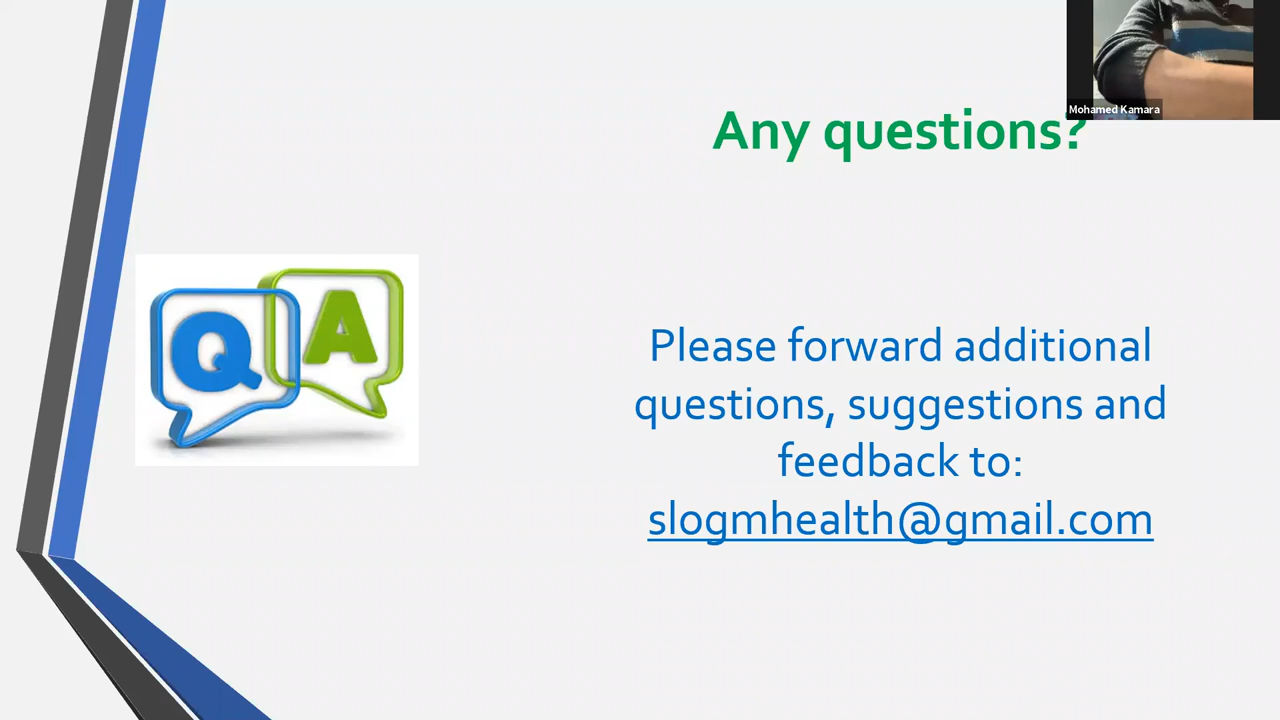 Mohamed Kamara
Any questions?
Q A
Please forward additional
questions, suggestions and
feedback to:
slogmhealth@gmail.com